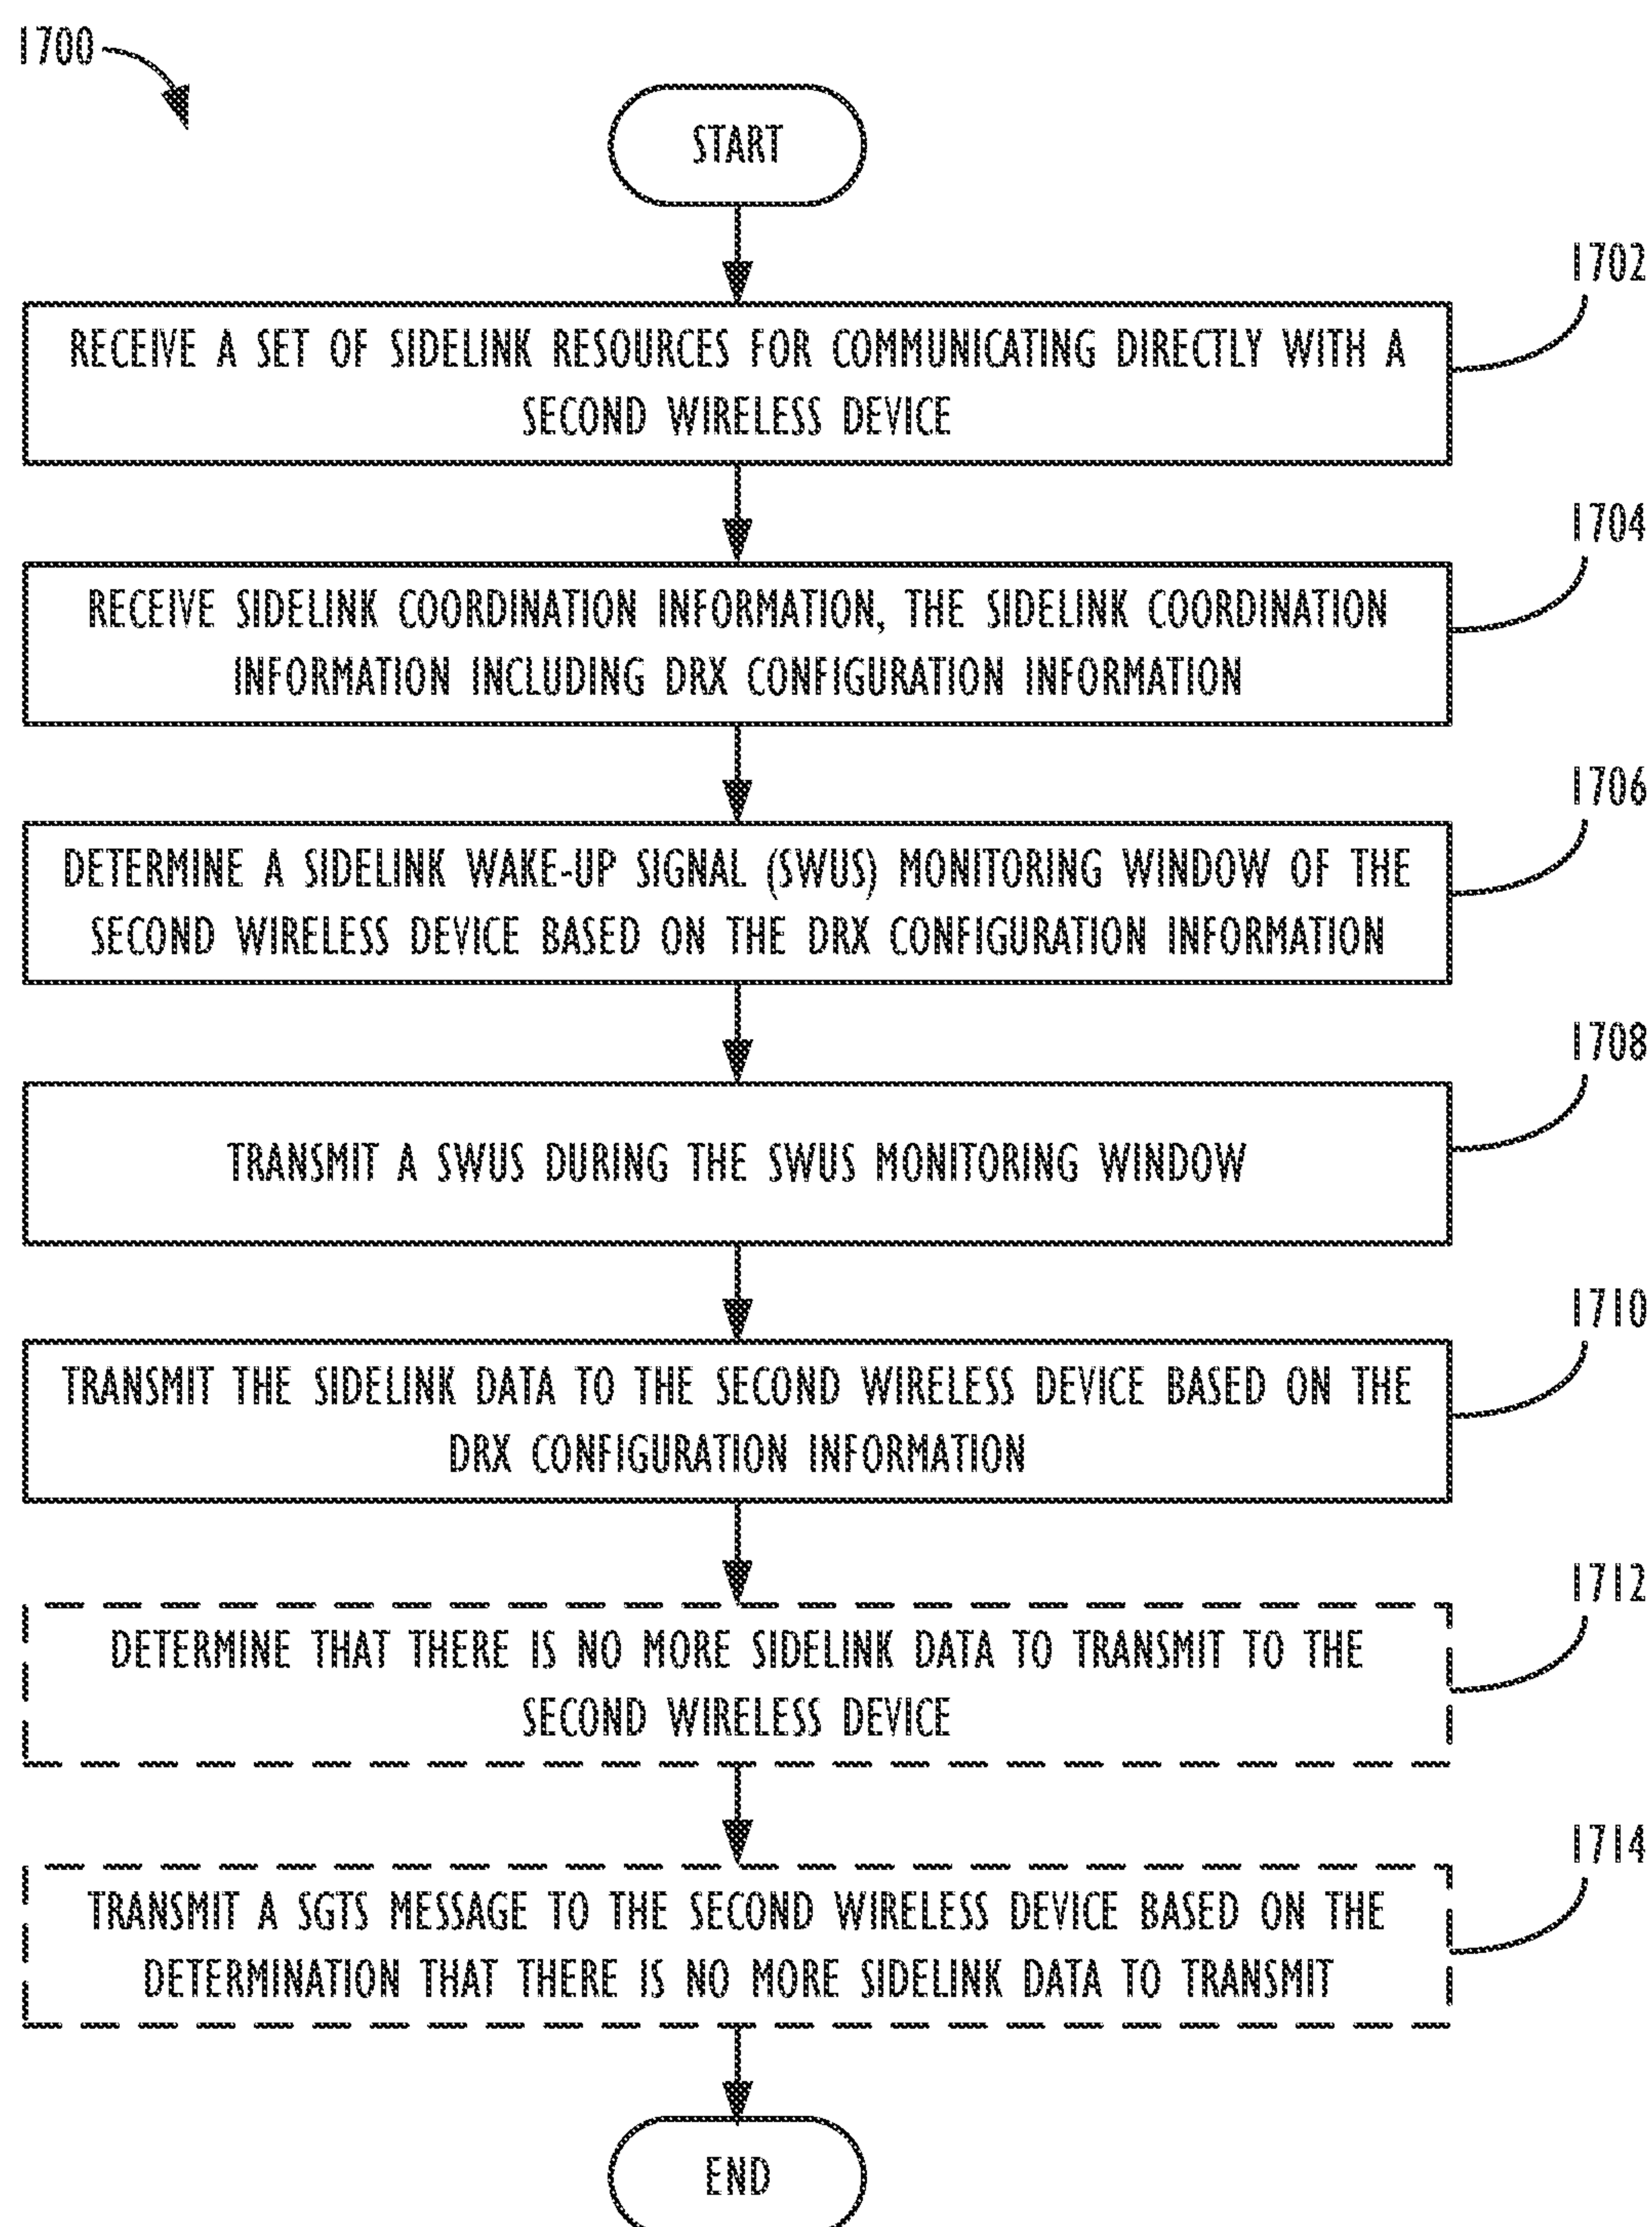 1700
START
1702
RECEIVE A SET OF SIDELINK RESOURCES FOR COMMUNICATING DIRECTLY WITH A
SECOND WIRELESS DEVICE
1704
RECEIVE SIDELINK COORDINATION INFORMATION, THE SIDELINK COORDINATION
INFORMATION INCLUDING DRX CONFIGURATION INFORMATION
1706
DETERMINE A SIDELINK WAKE-UP SIGNAL (SWUS) MONITORING WINDOW OF THE
SECOND WIRELESS DEVICE BASED ON THE DRX CONFIGURATION INFORMATION
1708
TRANSMIT A SWUS DURING THE SWUS MONITORING WINDOW
1710
TRANSMIT THE SIDELINK DATA TO THE SECOND WIRELESS DEVICE BASED ON THE
DRX CONFIGURATION INFORMATION
1712
DETERMINE THAT THERE IS NO MORE SIDELINK DATA TO TRANSMIT TO THE
SECOND WIRELESS DEVICE
1714
TRANSMIT A SGTS MESSAGE TO THE SECOND WIRELESS DEVICE BASED ON THE
DETERMINATION THAT THERE IS NO MORE SIDELINK DATA TO TRANSMIT
END